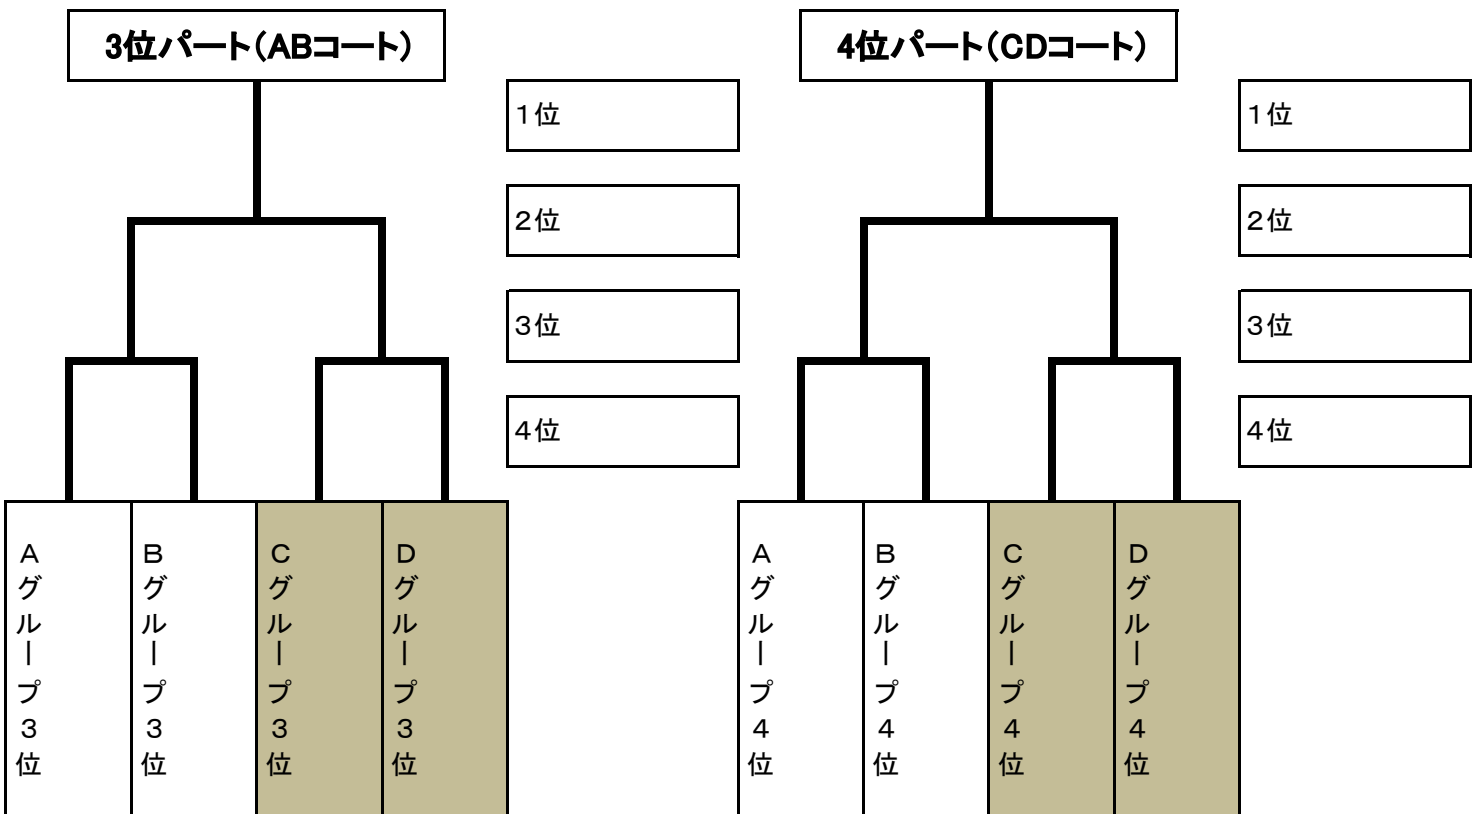 3位パート（ABコート）
1位
2位
3位
4位
Aグループ3位
Bグループ3位
Cグループ3位
Dグループ3位
4位パート（CDコート）
1位
2位
3位
4位
Aグループ4位
Bグループ4位
Cグループ4位
Dグループ4位